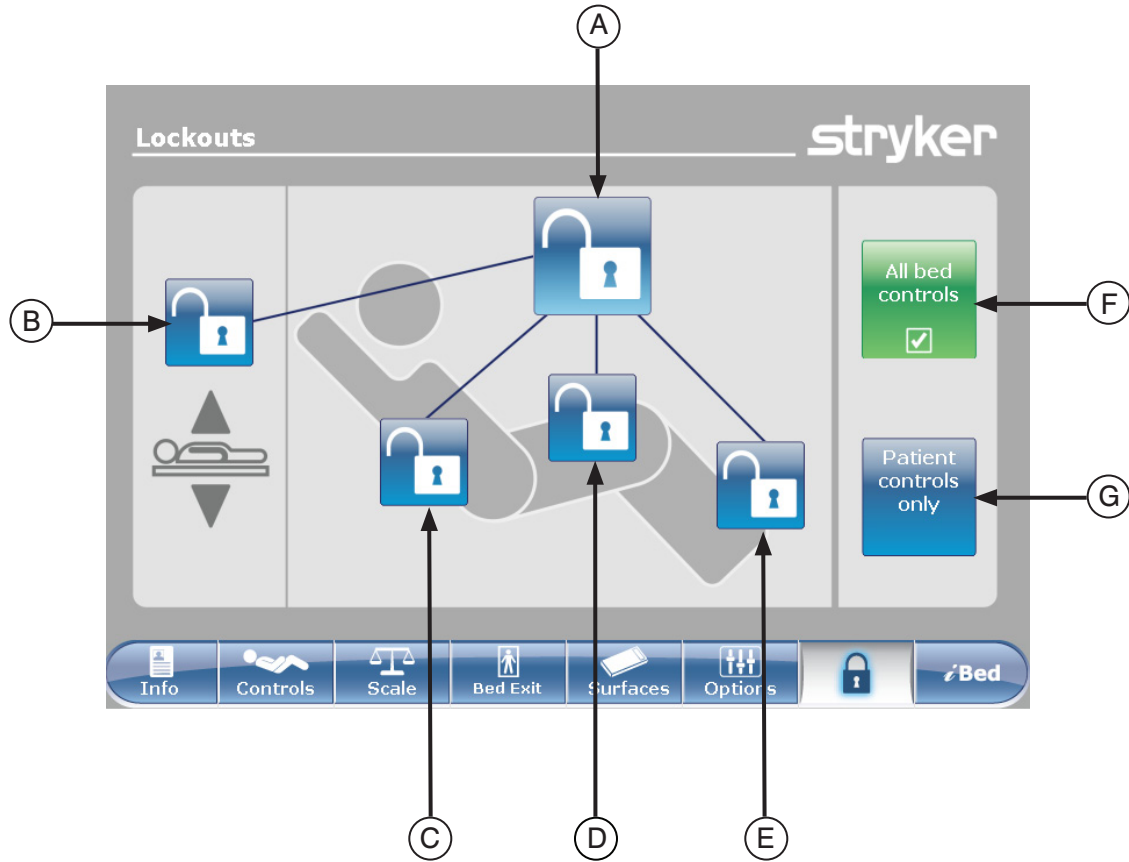 A
Lockouts
stryker
B
All bed
controls
F
Patient
controls
only
G
Info
Controls
Scale
Bed Exit
Surfaces
Options
iBed
C
D
E